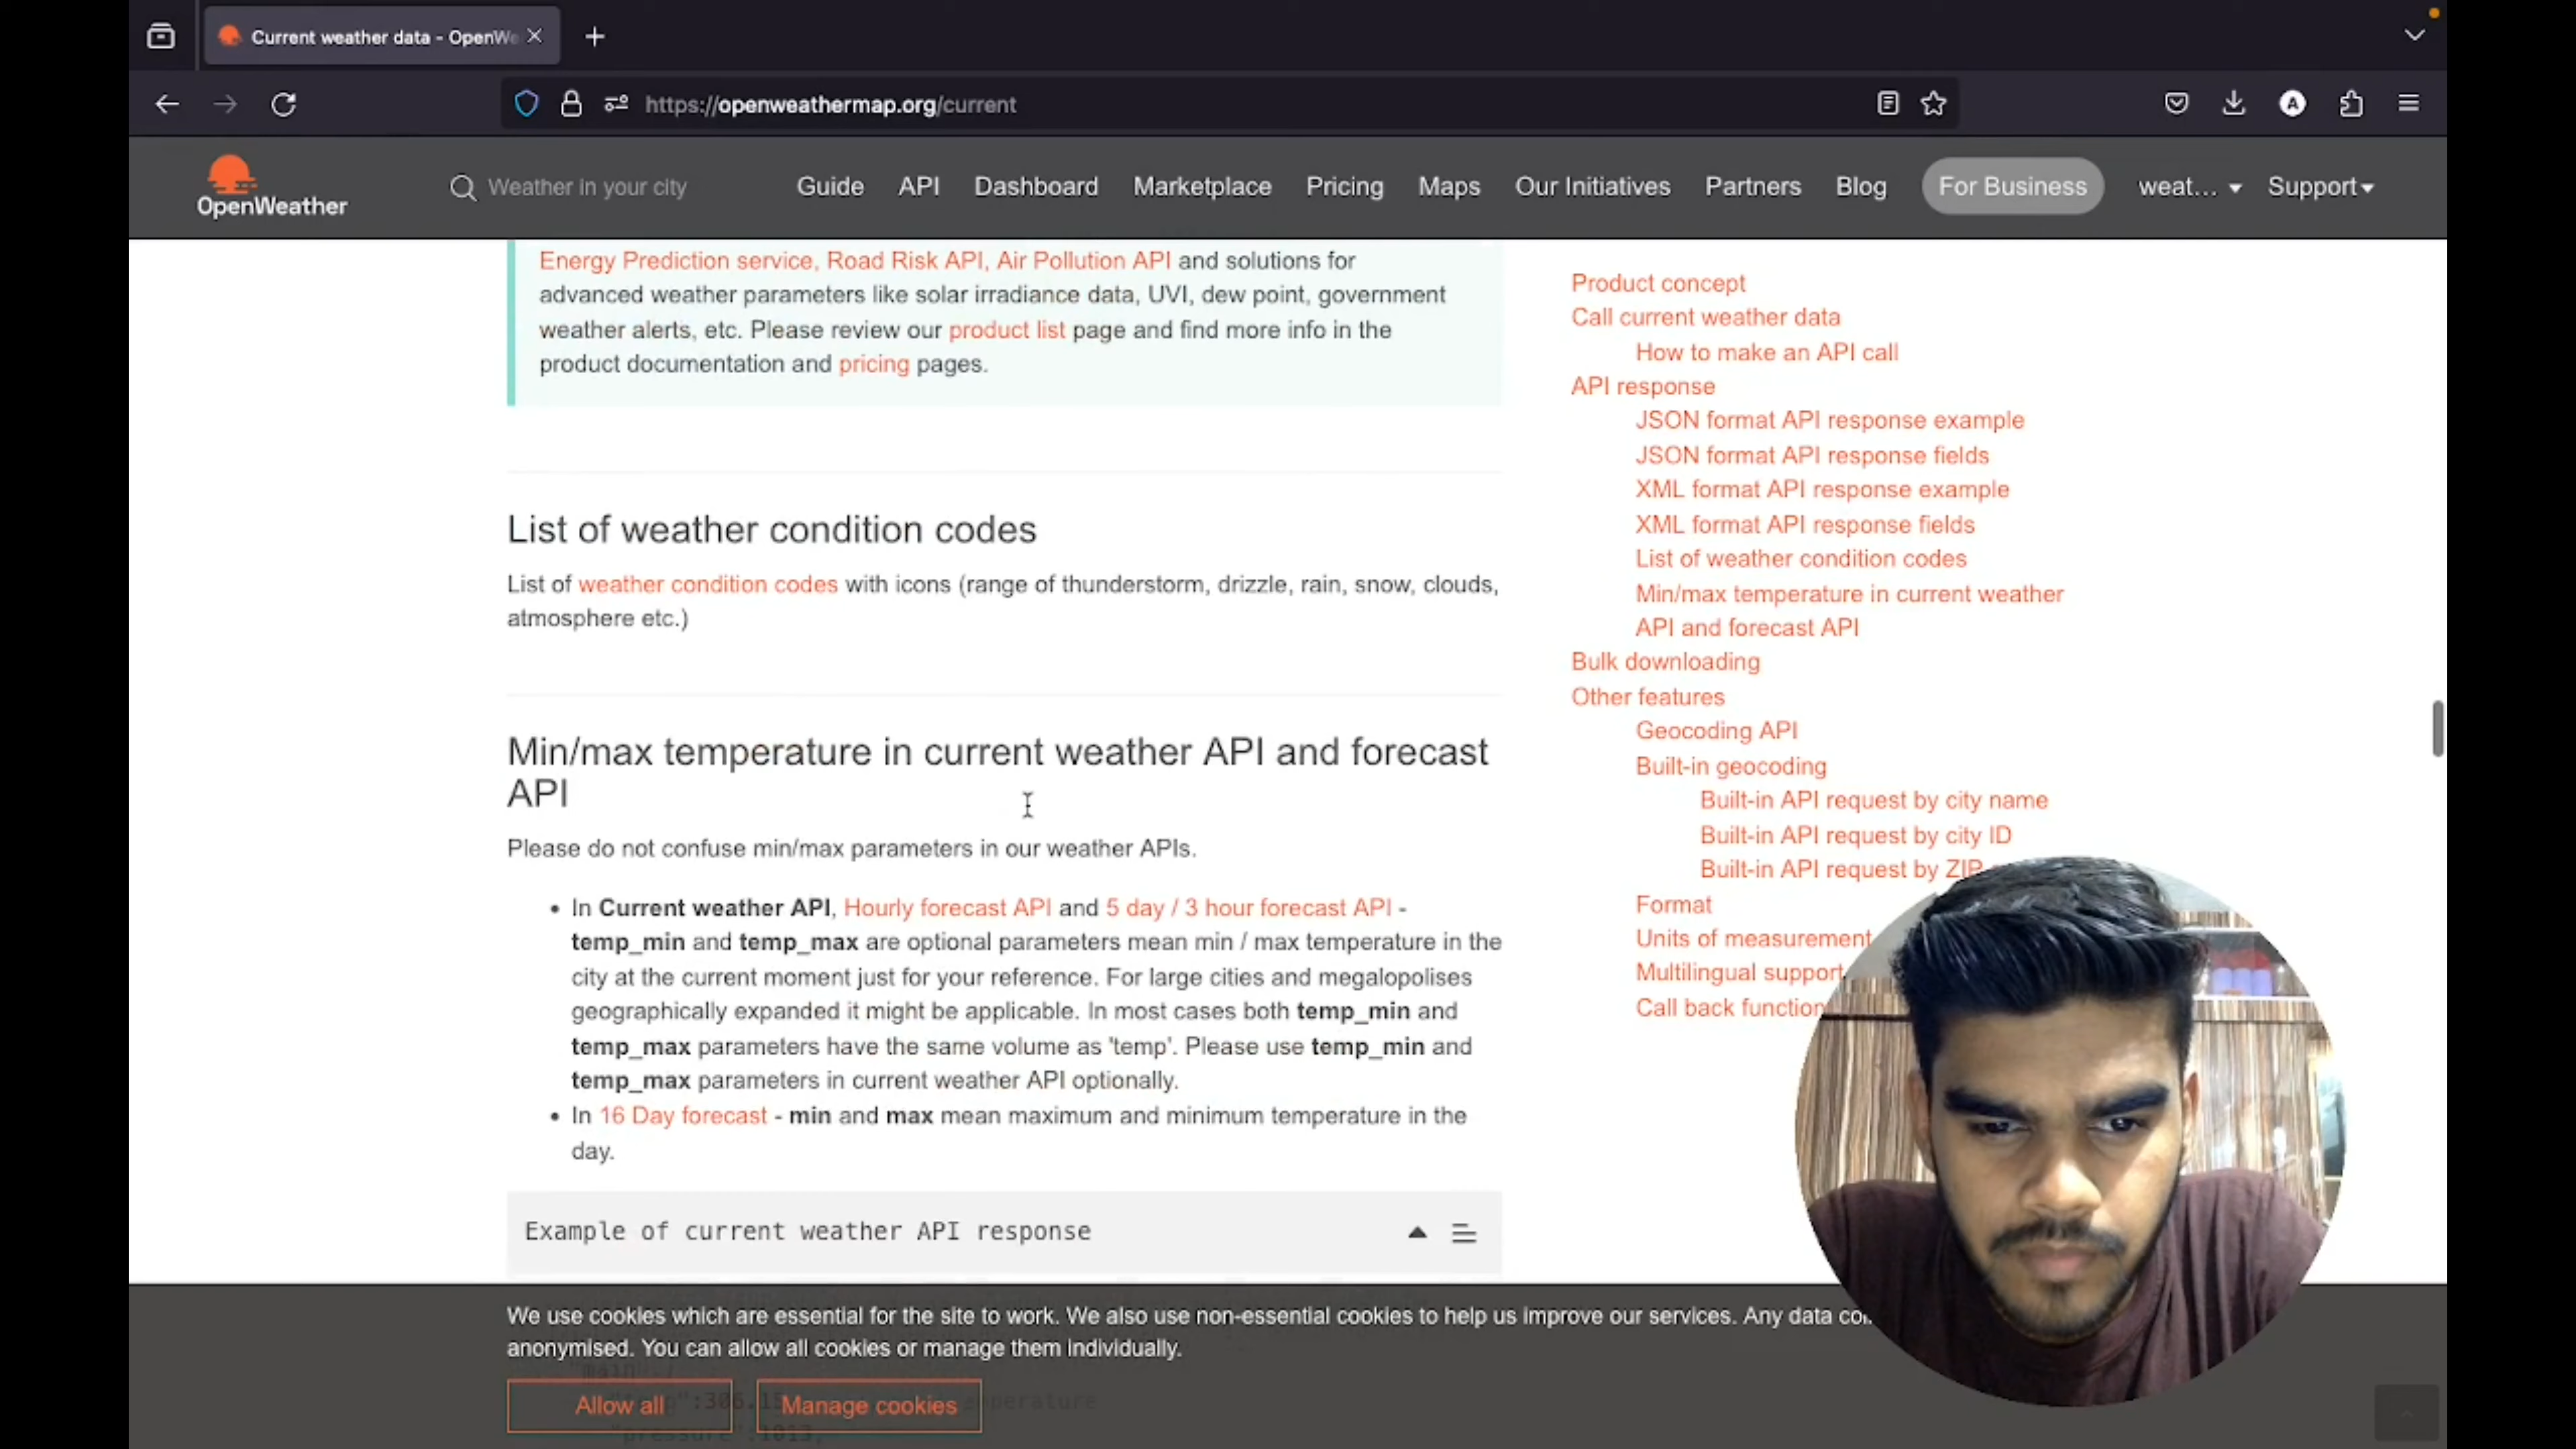 Current weather data - OpenWe
https://openweathermap.org/current
A
OpenWeather
Weather in your city
Guide
API
Dashboard
Marketplace
Pricing
Maps
Our Initiatives
Partners
Blog
For Business
weat...
Support
Energy Prediction service, Road Risk API, Air Pollution API and solutions for
advanced weather parameters like solar irradiance data, UVI, dew point, government
weather alerts, etc. Please review our product list page and find more info in the
product documentation and pricing pages.
List of weather condition codes
List of weather condition codes with icons (range of thunderstorm, drizzle, rain, snow, clouds,
atmosphere etc.)
Min/max temperature in current weather API and forecast
API
Please do not confuse min/max parameters in our weather APIs.
• In Current weather API, Hourly forecast API and 5 day / 3 hour forecast API -
temp_min and temp_max are optional parameters mean min / max temperature in the
city at the current moment just for your reference. For large cities and megalopolises
geographically expanded it might be applicable. In most cases both temp_min and
temp_max parameters have the same volume as 'temp'. Please use temp_min and
temp_max parameters in current weather API optionally.
• In 16 Day forecast - min and max mean maximum and minimum temperature in the
day.
Example of current weather API response
Product concept
Call current weather data
How to make an API call
API response
JSON format API response example
JSON format API response fields
XML format API response example
XML format API response fields
List of weather condition codes
Min/max temperature in current weather
API and forecast API
Bulk downloading
Other features
Geocoding API
Built-in geocoding
Built-in API request by city name
Built-in API request by city ID
Built-in API request by ZIP
Format
Units of measurement
Multilingual support
Call back function
We use cookies which are essential for the site to work. We also use non-essential cookies to help us improve our services. Any data
anonymised. You can allow all cookies or manage them individually.
Allow all
Manage cookies